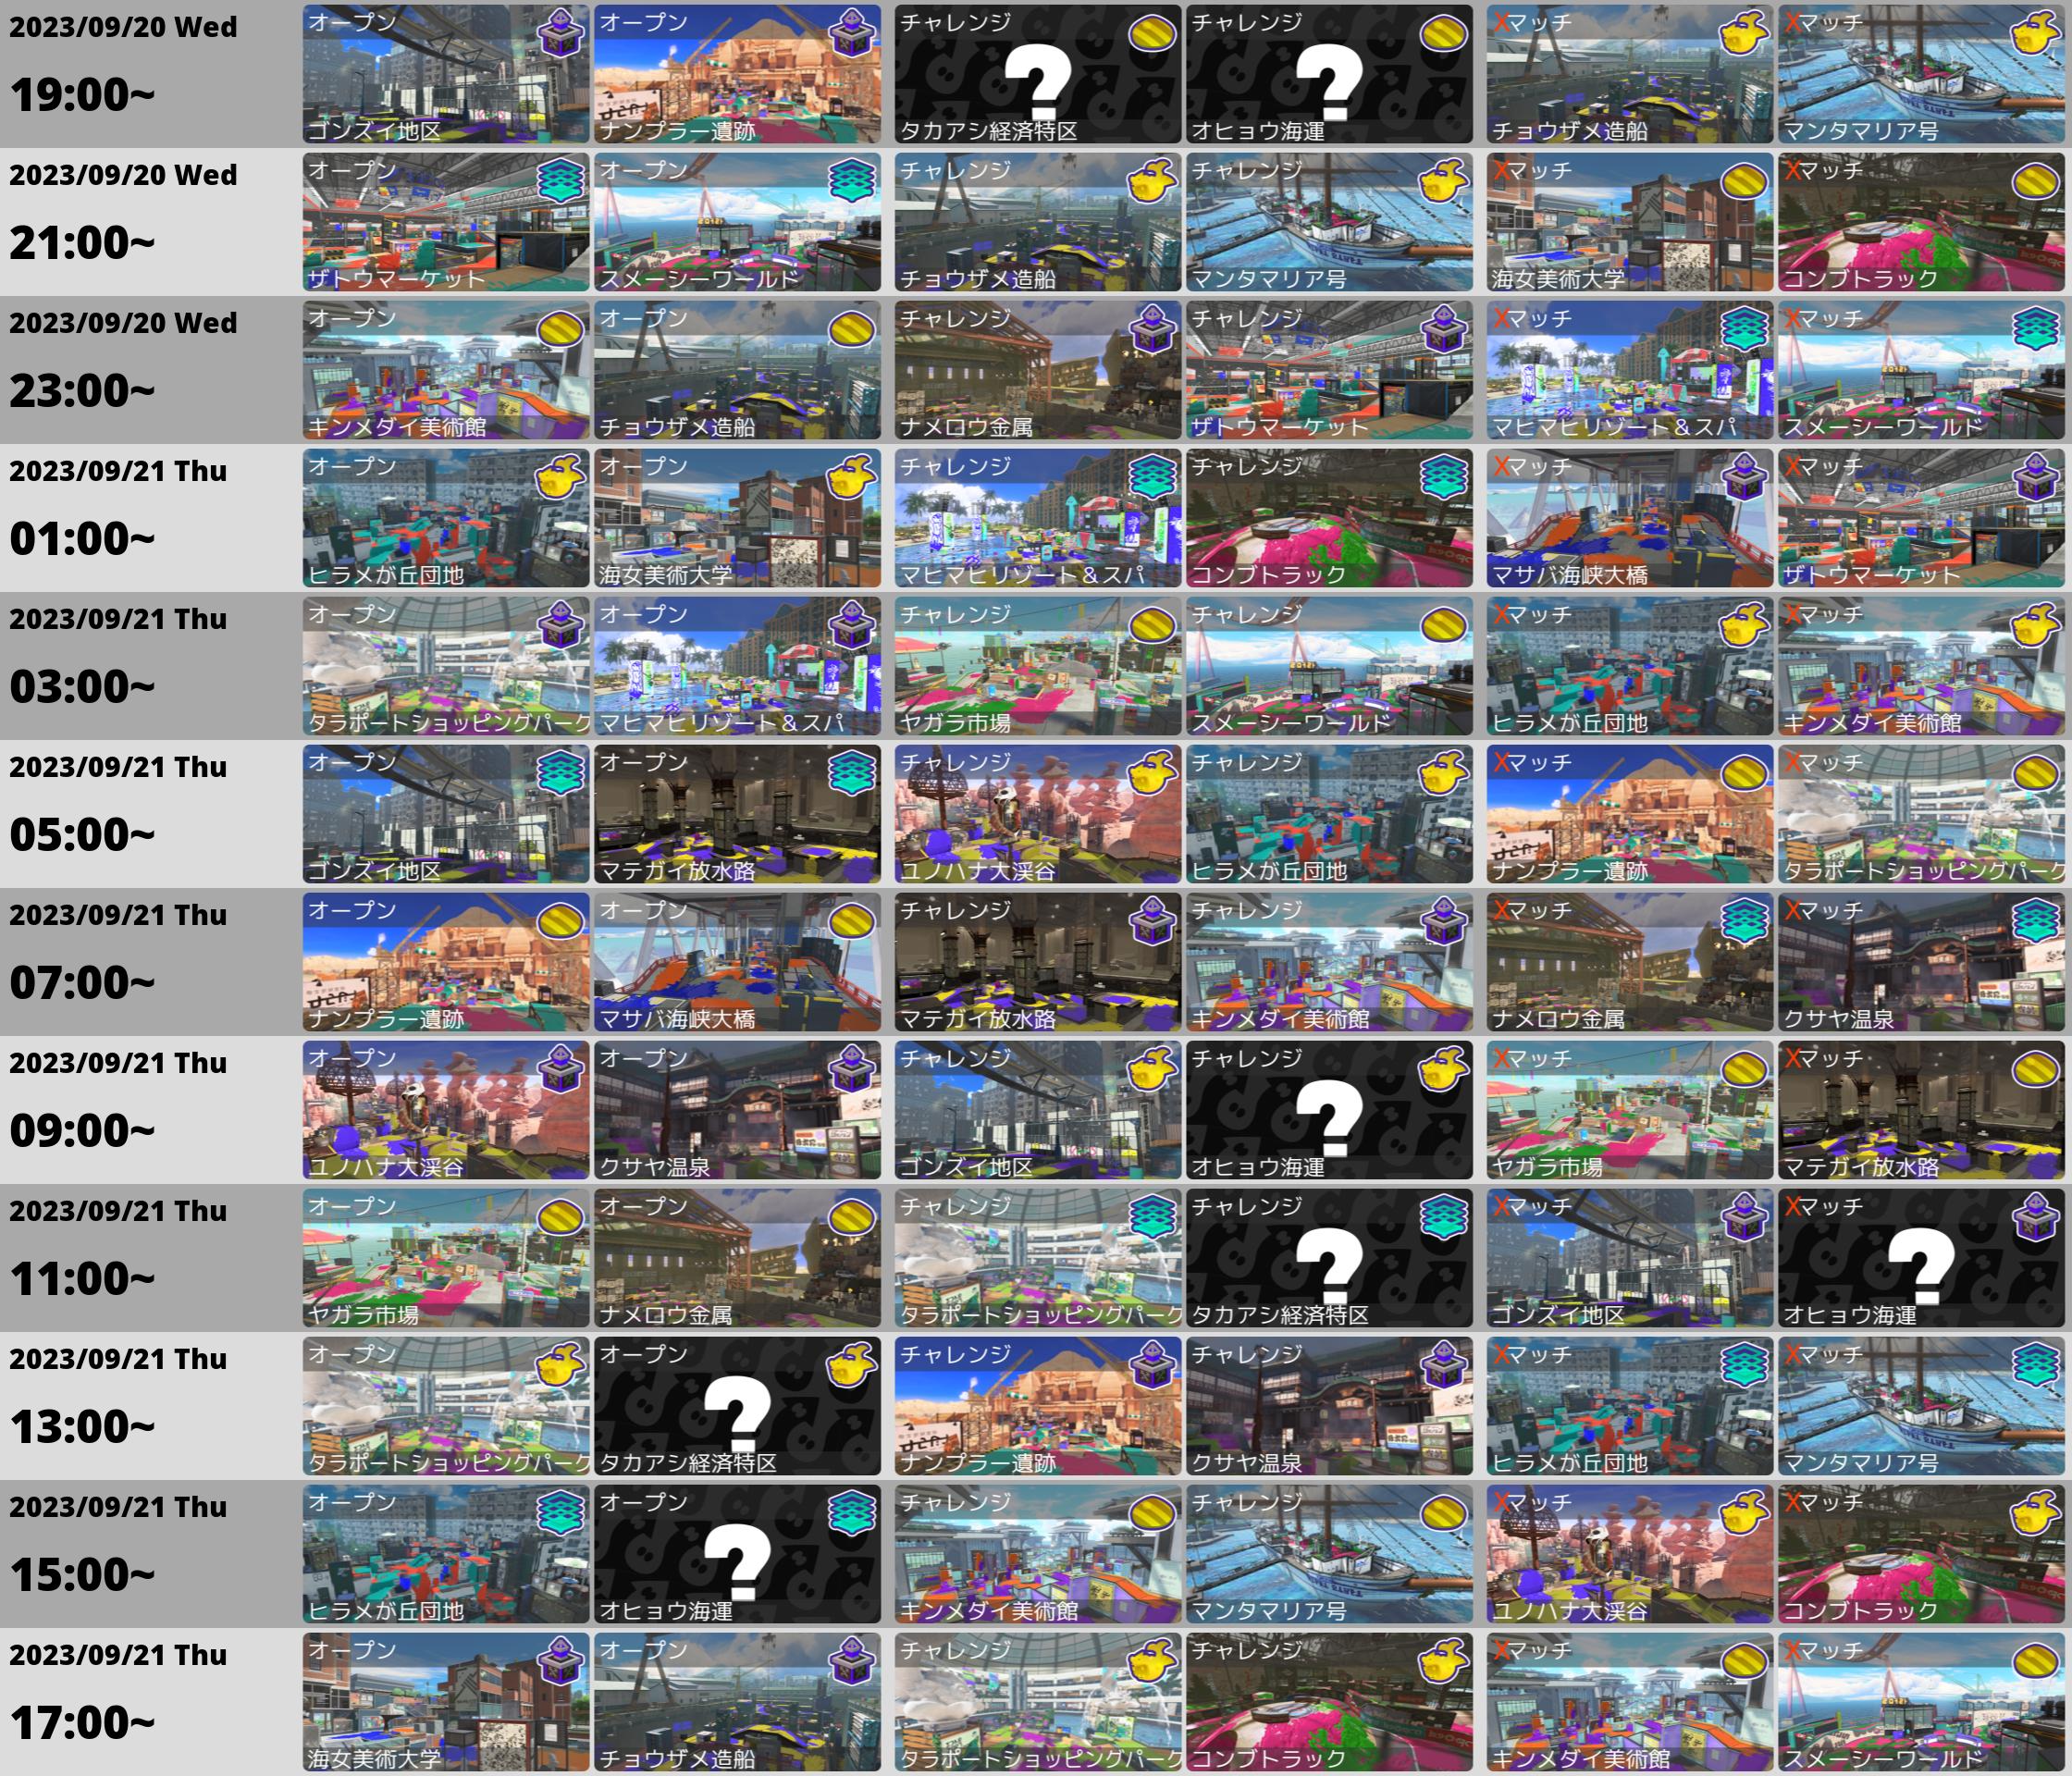 2023/09/20 Wed
19:00~
オープン
ゴンズイ地区
オープン
ナンプラー遺跡
チャレンジ
?
タカアシ経済特区
チャレンジ
?
オヒョウ海運
Xマッチ
チョウザメ造船
Xマッチ
マンタマリア号
2023/09/20 Wed
21:00~
オープン
ザトウマーケット
オープン
スメーシーワールド
チャレンジ
チョウザメ造船
チャレンジ
マンタマリア号
Xマッチ
海女美術大学
Xマッチ
コンブトラック
2023/09/20 Wed
23:00~
オープン
キンメダイ美術館
オープン
チョウザメ造船
チャレンジ
ナメロウ金属
チャレンジ
ザトウマーケット
Xマッチ
マヒマヒリゾート＆スパ
Xマッチ
スメーシーワールド
2023/09/21 Thu
01:00~
オープン
ヒラメが丘団地
オープン
海女美術大学
チャレンジ
マヒマヒリゾート＆スパ
チャレンジ
コンブトラック
Xマッチ
マサバ海峡大橋
Xマッチ
ザトウマーケット
2023/09/21 Thu
03:00~
オープン
タラポートショッピングパーク
オープン
マヒマヒリゾート＆スパ
チャレンジ
ヤガラ市場
チャレンジ
スメーシーワールド
Xマッチ
ヒラメが丘団地
Xマッチ
キンメダイ美術館
2023/09/21 Thu
05:00~
オープン
ゴンズイ地区
オープン
マテガイ放水路
チャレンジ
ユノハナ大渓谷
チャレンジ
ヒラメが丘団地
Xマッチ
ナンプラー遺跡
Xマッチ
タラポートショッピングパーク
2023/09/21 Thu
07:00~
オープン
ナンプラー遺跡
オープン
マサバ海峡大橋
チャレンジ
マテガイ放水路
チャレンジ
キンメダイ美術館
Xマッチ
ナメロウ金属
Xマッチ
クサヤ温泉
2023/09/21 Thu
09:00~
オープン
ユノハナ大渓谷
オープン
クサヤ温泉
チャレンジ
ゴンズイ地区
チャレンジ
?
オヒョウ海運
Xマッチ
ヤガラ市場
Xマッチ
マテガイ放水路
2023/09/21 Thu
11:00~
オープン
ヤガラ市場
オープン
ナメロウ金属
チャレンジ
タラポートショッピングパーク
チャレンジ
?
タカアシ経済特区
Xマッチ
ゴンズイ地区
Xマッチ
?
オヒョウ海運
2023/09/21 Thu
13:00~
オープン
タラポートショッピングパーク
オープン
?
タカアシ経済特区
チャレンジ
ナンプラー遺跡
チャレンジ
クサヤ温泉
Xマッチ
ヒラメが丘団地
Xマッチ
マンタマリア号
2023/09/21 Thu
15:00~
オープン
ヒラメが丘団地
オープン
?
オヒョウ海運
チャレンジ
キンメダイ美術館
チャレンジ
マンタマリア号
Xマッチ
ユノハナ大渓谷
Xマッチ
コンブトラック
2023/09/21 Thu
17:00~
オープン
海女美術大学
オープン
チョウザメ造船
チャレンジ
タラポートショッピングパーク
チャレンジ
コンブトラック
Xマッチ
キンメダイ美術館
Xマッチ
スメーシーワールド